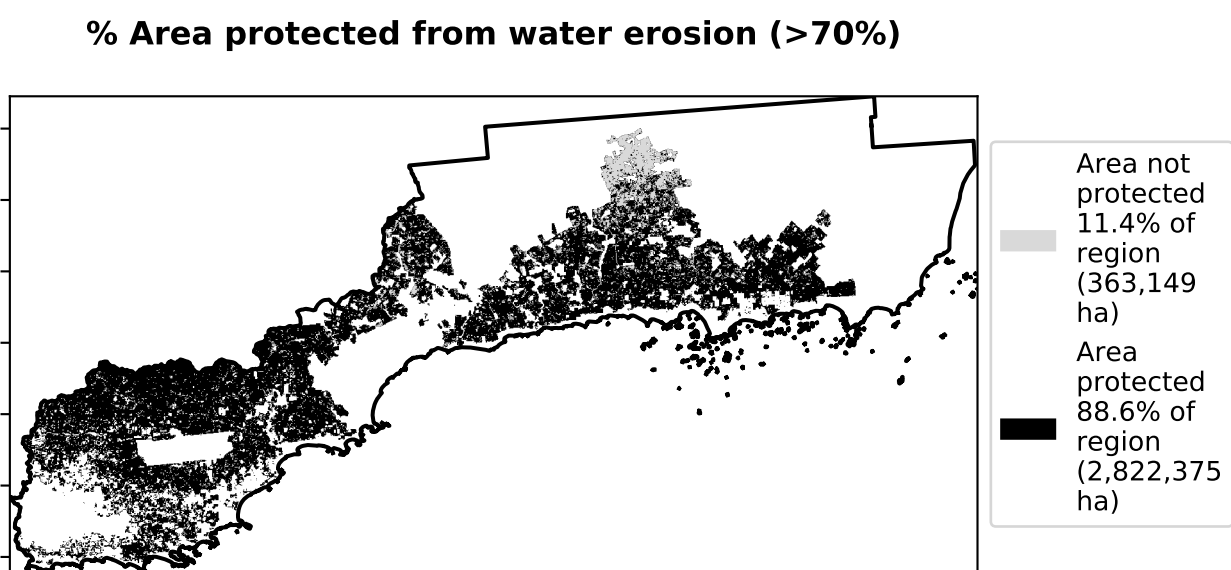 % Area protected from water erosion (>70%)
Area not
protected
11.4% of
region
(363,149
ha)
Area
protected
88.6% of
region
(2,822,375
ha)